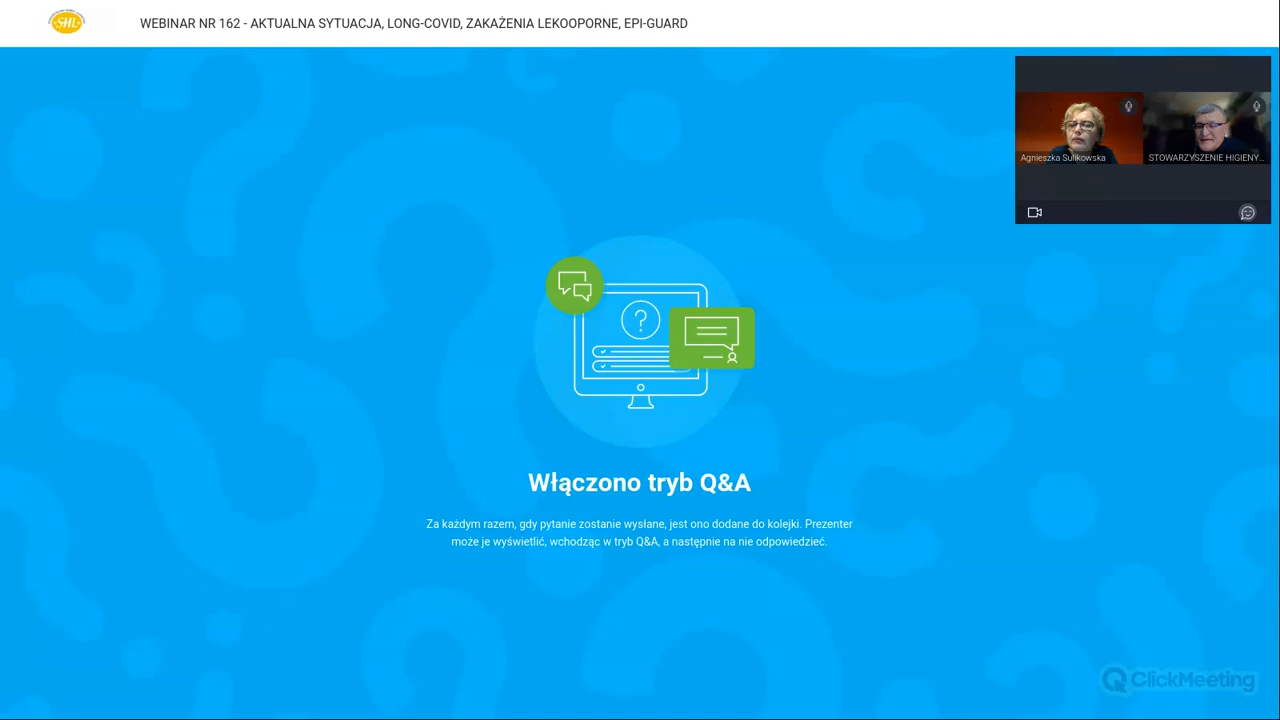 SHL
WEBINAR NR 162 - AKTUALNA SYTUACJA, LONG-COVID, ZAKAŻENIA LEKOOPORNE, EPI-GUARD
Agnieszka Sulikowska
STOWARZYSZENIE HIGIENY...
?
Włączono tryb Q&A
Za każdym razem, gdy pytanie zostanie wysłane, jest ono dodane do kolejki. Prezenter
może je wyświetlić, wchodząc w tryb Q&A, a następnie na nie odpowiedzieć.
ClickMeeting